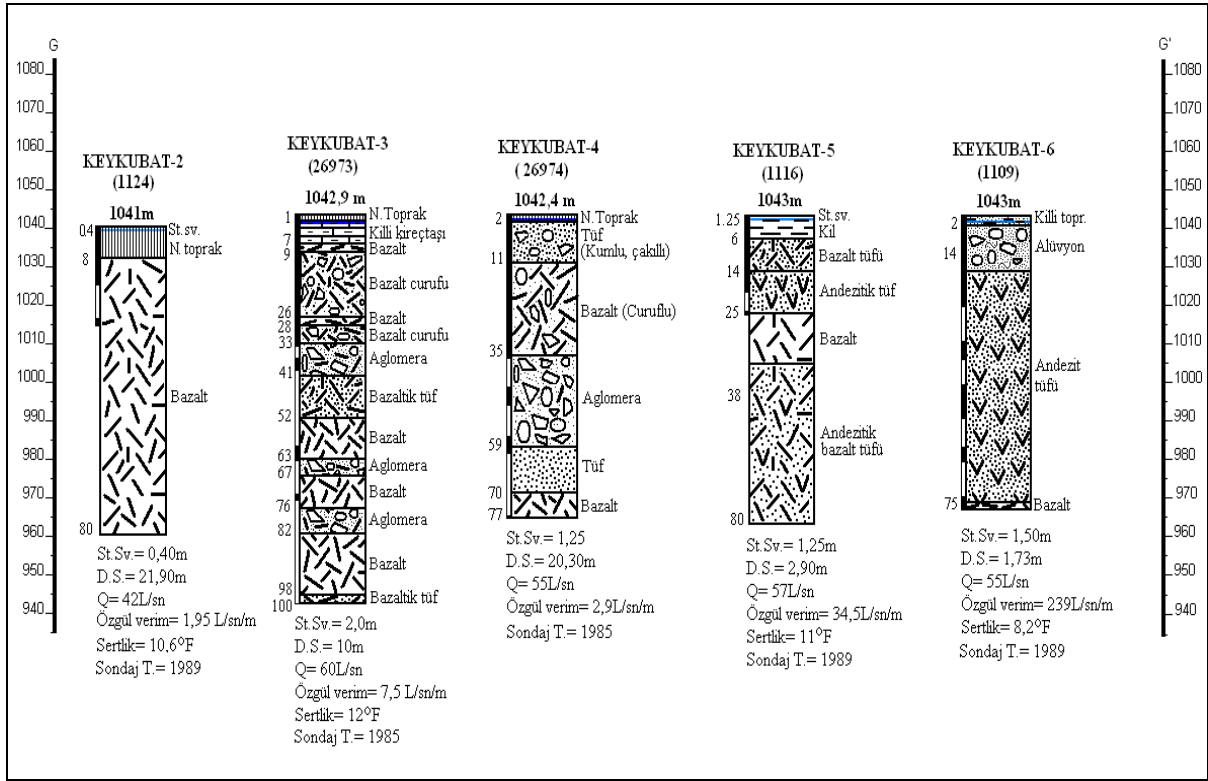 G
G'
1080
1070
1060
1050
1040
1030
1020
1010
1000
990
980
970
960
950
940
KEYKUBAT-2
(1124)
1041m
04
8
80
St.sv.
N.toprak
Bazalt
St.Sv.= 0,40m
D.S.= 21,90m
Q= 42L/sn
Özgül verim= 1,95 L/sn/m
Sertlik= 10,6°F
Sondaj T.= 1989
KEYKUBAT-3
(26973)
1042,9 m
1
7
9
26
28
33
41
52
63
67
76
82
98
100
N.Toprak
Killi kireçtaşı
Bazalt
Bazalt curufu
Bazalt
Bazalt curufu
Aglomera
Bazaltik tüf
Bazalt
Aglomera
Bazalt
Aglomera
Bazalt
Bazaltik tüf
St.Sv.= 2,0m
D.S.= 10m
Q= 60L/sn
Özgül verim= 7,5 L/sn/m
Sertlik= 12°F
Sondaj T.= 1985
KEYKUBAT-4
( 26974)
1042,4 m
2
11
35
59
70
77
N.Toprak
Tüf
(Kumlu, çakıllı)
Bazalt (Curuflu)
Aglomera
Tüf
Bazalt
St.Sv.= 1,25
D.S.= 20,30m
Q= 55L/sn
Özgül verim= 2,9L/sn/m
Sondaj T.= 1985
KEYKUBAT-5
(1116)
1043m
1.25
6
14
25
38
80
St.sv.
Kil
Bazalt tüfü
Andezitik tüf
Bazalt
Andezitik
bazalt tüfü
St.Sv.= 1,25m
D.S.= 2,90m
Q= 57L/sn
Özgül verim= 34,5L/sn/m
Sertlik= 11°F
Sondaj T.= 1989
KEYKUBAT-6
(1109)
1043m
2
14
75
Killi topr.
Alüvyon
Andezit
tüfü
Bazalt
St.Sv.= 1,50m
D.S.= 1,73m
Q= 55L/sn
Özgül verim= 239L/sn/m
Sertlik= 8,2°F
Sondaj T.= 1989
1080
1070
1060
1050
1040
1030
1020
1010
1000
990
980
970
960
950
940